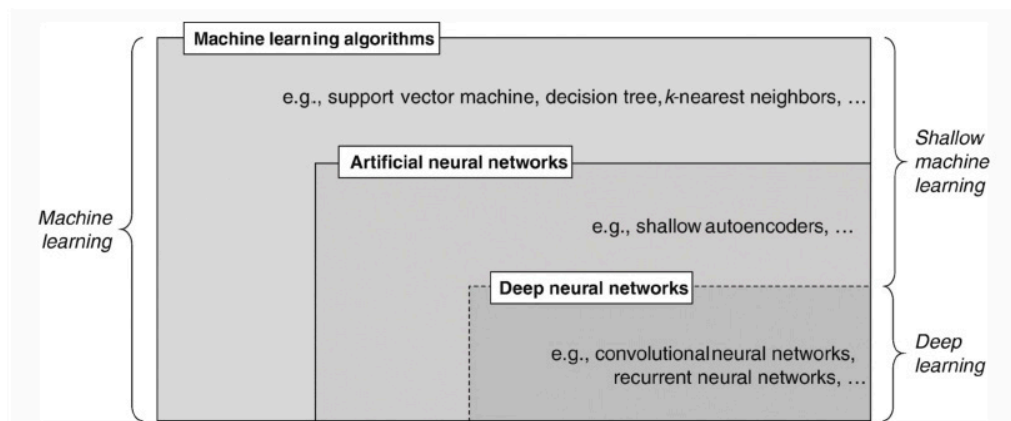 Machine learning algorithms
e.g., support vector machine, decision tree, k-nearest neighbors, …
Artificial neural networks
Shallow
machine
learning
Machine
learning
e.g., shallow autoencoders, …
Deep neural networks
e.g., convolutional neural networks,
recurrent neural networks, …
Deep
learning